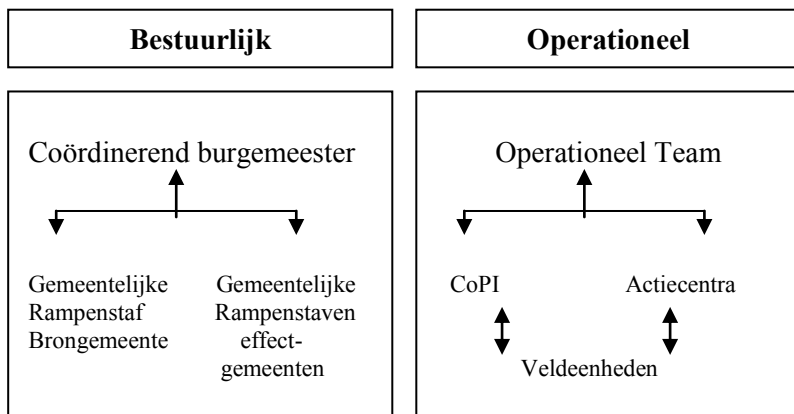 Bestuurlijk
Operationeel
Coördinerend burgemeester
Gemeentelijke
Rampenstaf
Brongemeente
Gemeentelijke
Rampenstaven
effect-
gemeenten
Operationeel Team
CoPI
Actiecentra
Veldeenheden